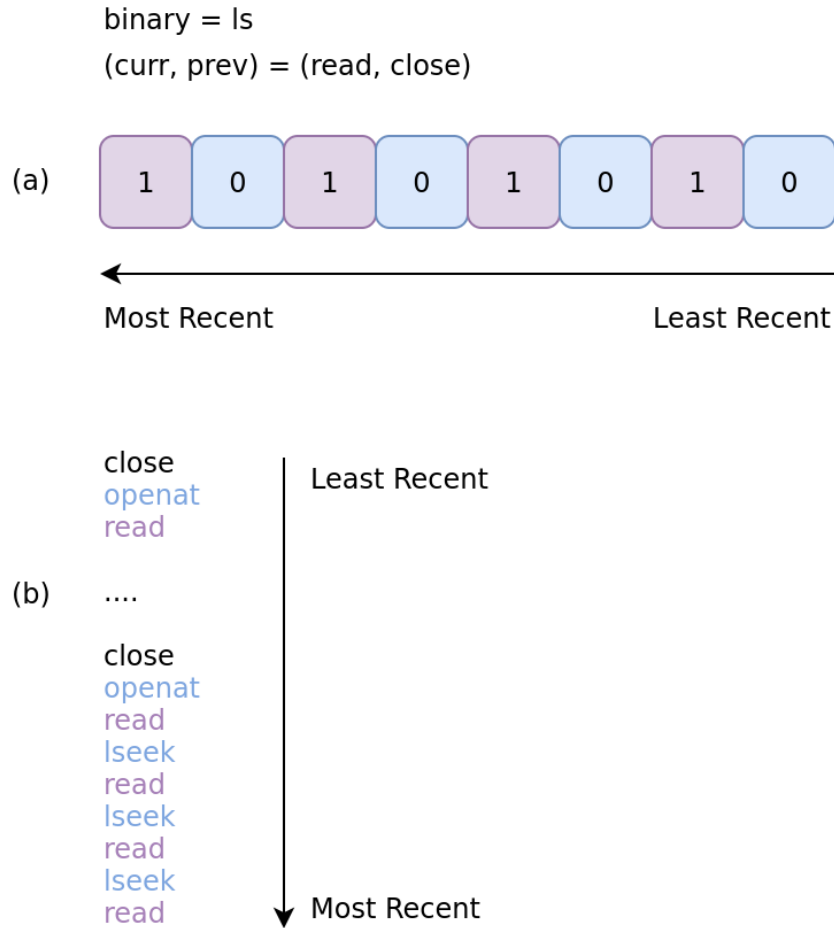 binary = ls
(curr, prev) = (read, close)
(a)
1 0 1 0 1 0 1 0
Most Recent Least Recent
close
Least Recent
openat
read
(b) ....
close
openat
read
lseek
read
lseek
read
lseek
read
Most Recent